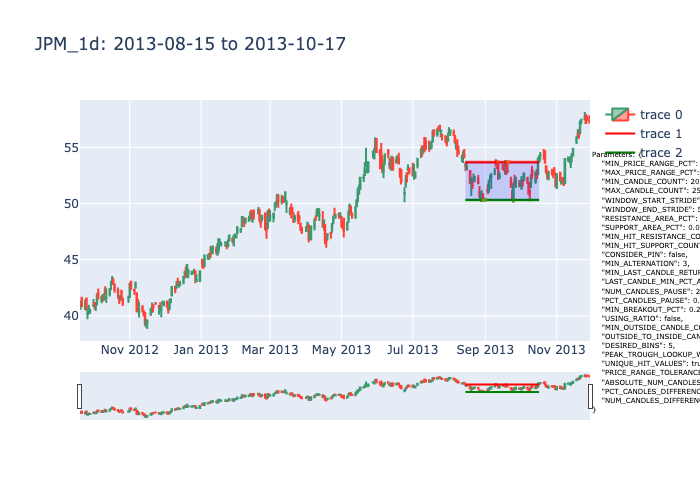 JPM_1d: 2013-08-15 to 2013-10-17
55
50
45
40
Nov 2012
Jan 2013
Mar 2013
May 2013
Jul 2013
Sep 2013
Nov 2013
trace 0
trace 1
trace 2
Parameters: {
"MIN_PRICE_RANGE_PCT":
"MAX_PRICE_RANGE_PCT":
"MIN_CANDLE_COUNT": 20
"MAX_CANDLE_COUNT": 25
"WINDOW_START_STRIDE"
"WINDOW_END_STRIDE": 5
"RESISTANCE_AREA_PCT":
"SUPPORT_AREA_PCT": 0.0
"MIN_HIT_RESISTANCE_CO
"MIN_HIT_SUPPORT_COUNT
"CONSIDER_PIN": false,
"MIN_ALTERNATION": 3,
"MIN_LAST_CANDLE_RETUR
"LAST_CANDLE_MIN_PCT_A
"NUM_CANDLES_PAUSE": 2
"PCT_CANDLES_PAUSE": 0.
"MIN_BREAKOUT_PCT": 0.2
"USING_RATIO": false,
"MIN_OUTSIDE_CANDLE_CO
"OUTSIDE_TO_INSIDE_CAN
"DESIRED_BINS": 5,
"PEAK_TROUGH_LOOKUP_W
"UNIQUE_HIT_VALUES": tru
"PRICE_RANGE_TOLERANC
"ABSOLUTE_NUM_CANDLES
"PCT_CANDLES_DIFFERENC
"NUM_CANDLES_DIFFEREN
}